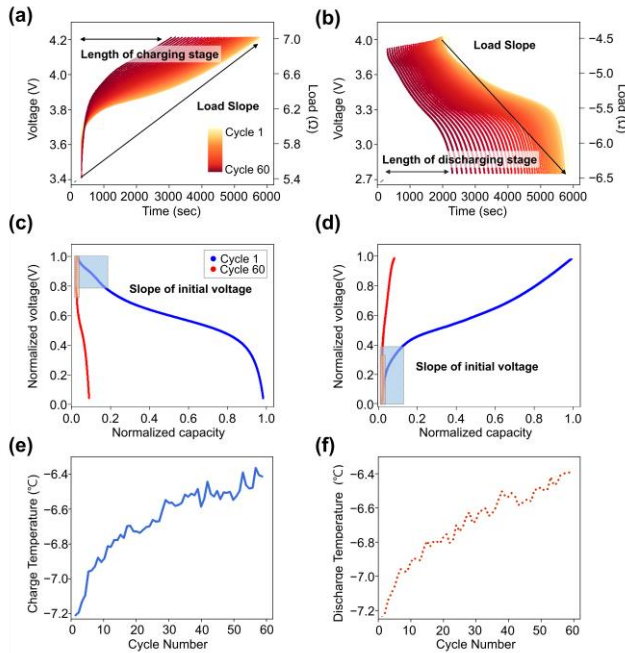 (a)
4.2
4.0
3.8
3.6
3.4
Voltage(V)
Length of charging stage
Load Slope
Cycle 1
Cycle 60
7.0
6.6
6.2
5.8
5.4
Load (Ω)
0 1000 2000 3000 4000 5000 6000
Time (sec)
(b)
4.2
3.9
3.6
3.3
3.0
2.7
Voltage(V)
Load Slope
Length of discharging stage
−4.5
−5.0
−5.5
−6.0
−6.5
Load (Ω)
0 1000 2000 3000 4000 5000 6000
Time (sec)
(c)
1.0
0.8
0.6
0.4
0.2
0.0
Normalized voltage(V)
Cycle 1
Cycle 60
Slope of initial voltage
0.0 0.2 0.4 0.6 0.8 1.0
Normalized capacity
(d)
1.0
0.8
0.6
0.4
0.2
0.0
Normalized voltage(V)
Slope of initial voltage
0.0 0.2 0.4 0.6 0.8 1.0
Normalized capacity
(e)
−6.4
−6.6
−6.8
−7.0
−7.2
Charge Temperature (℃)
0 10 20 30 40 50 60
Cycle Number
(f)
−6.4
−6.6
−6.8
−7.0
−7.2
Discharge Temperature (℃)
0 10 20 30 40 50 60
Cycle Number